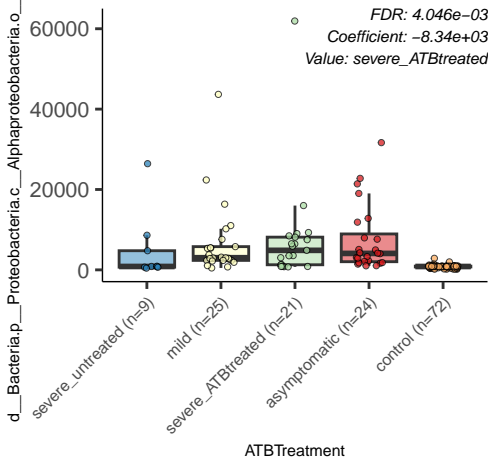 FDR: 4.046e−03
Coefficient: −8.34e+03
Value: severe_ATBtreated
60000
40000
20000
0
d__Bacteria.p__Proteobacteria.c__Alphaproteobacteria.o_
severe_untreated (n=9)
mild (n=25)
severe_ATBtreated (n=21)
asymptomatic (n=24)
control (n=72)
ATBTreatment